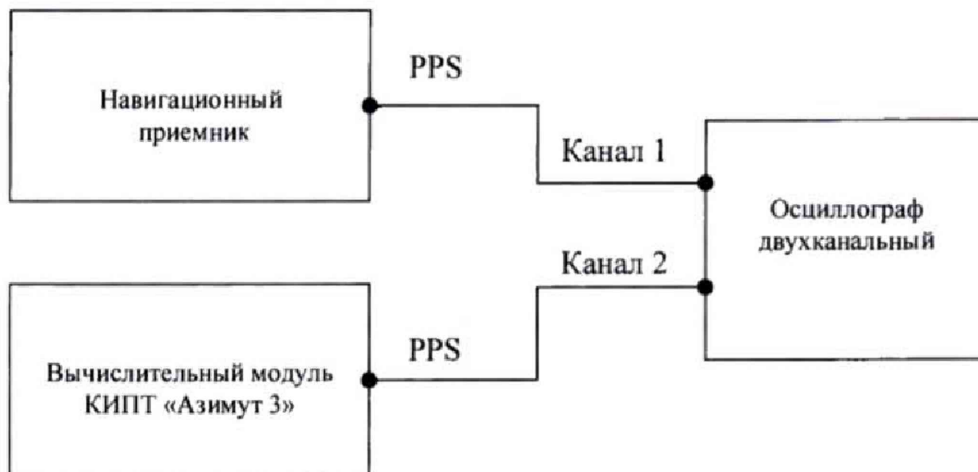 Навигационный
приемник
PPS
Канал 1
Осциллограф
двухканальный
Канал 2
PPS
Вычислительный модуль
КИПТ «Азимут 3»